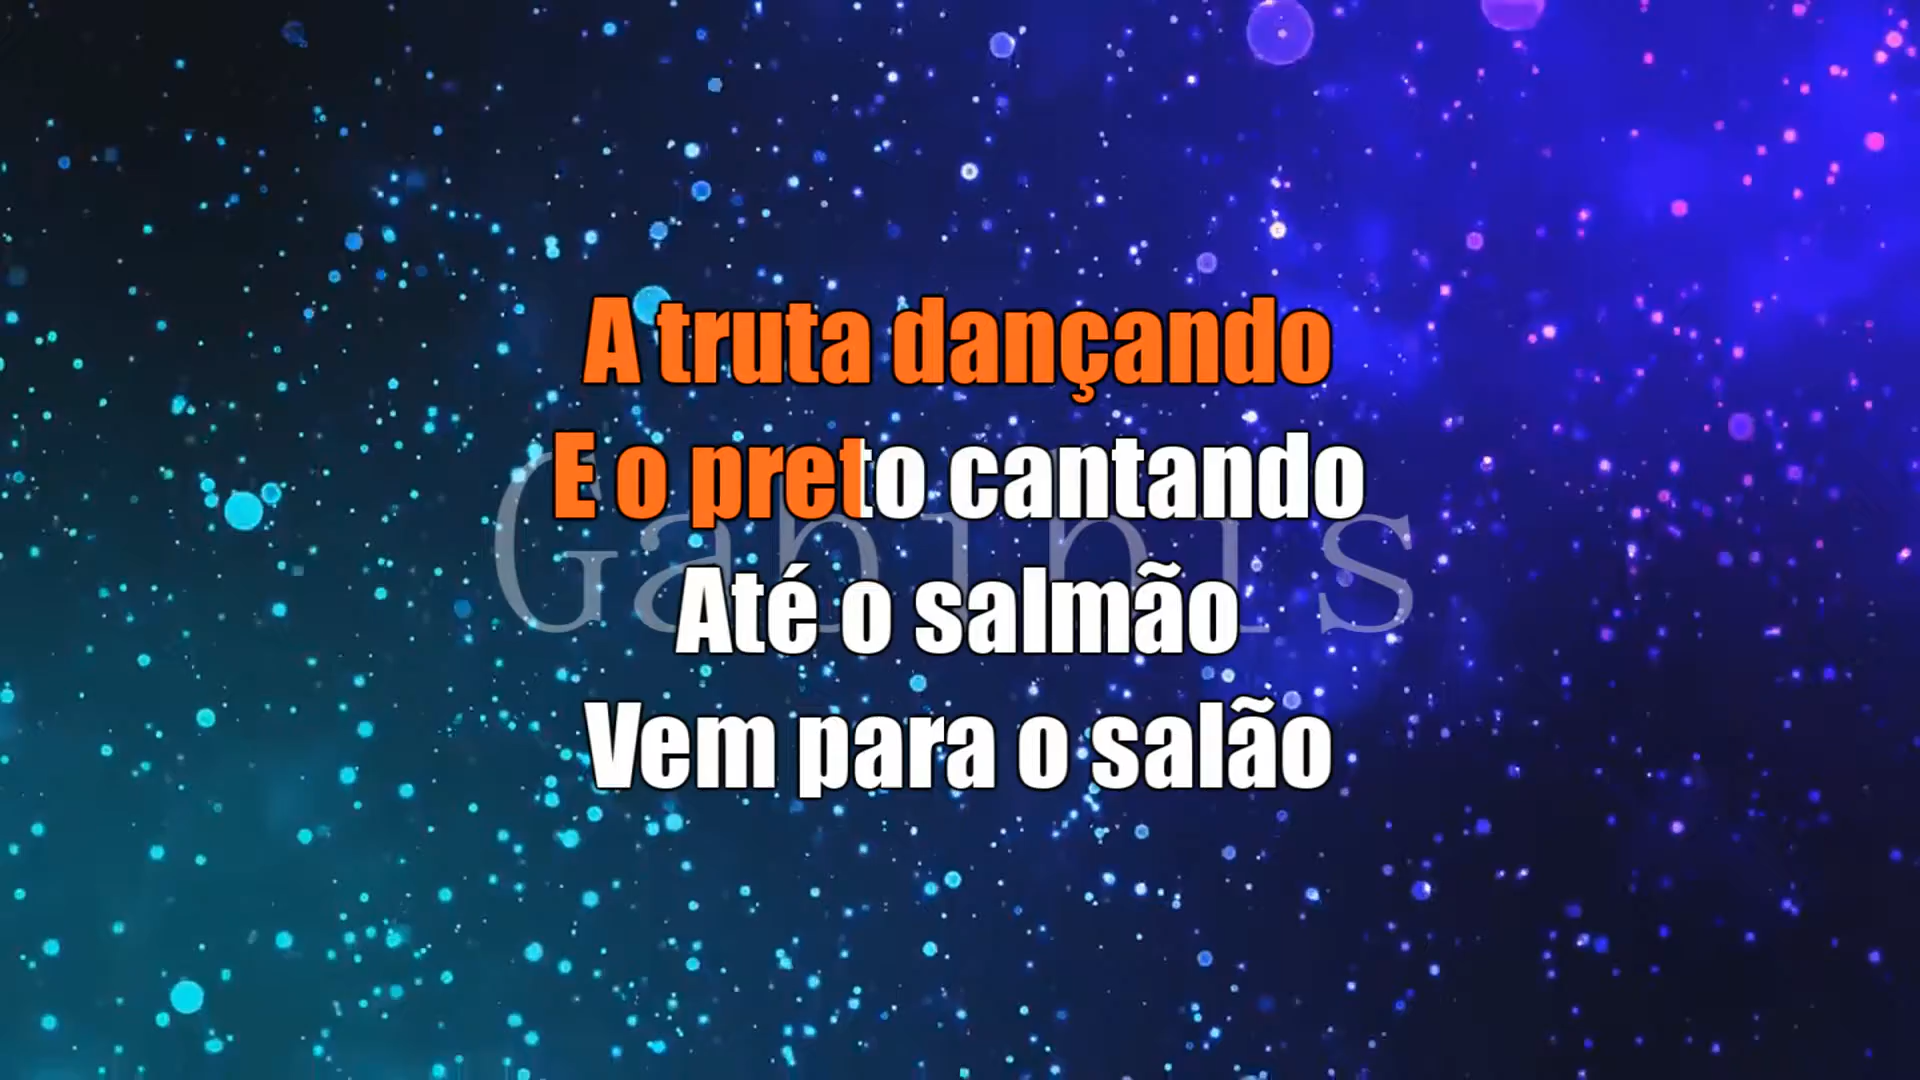 A truta dançando
E o preto cantando
Até o salmão
Vem para o salão